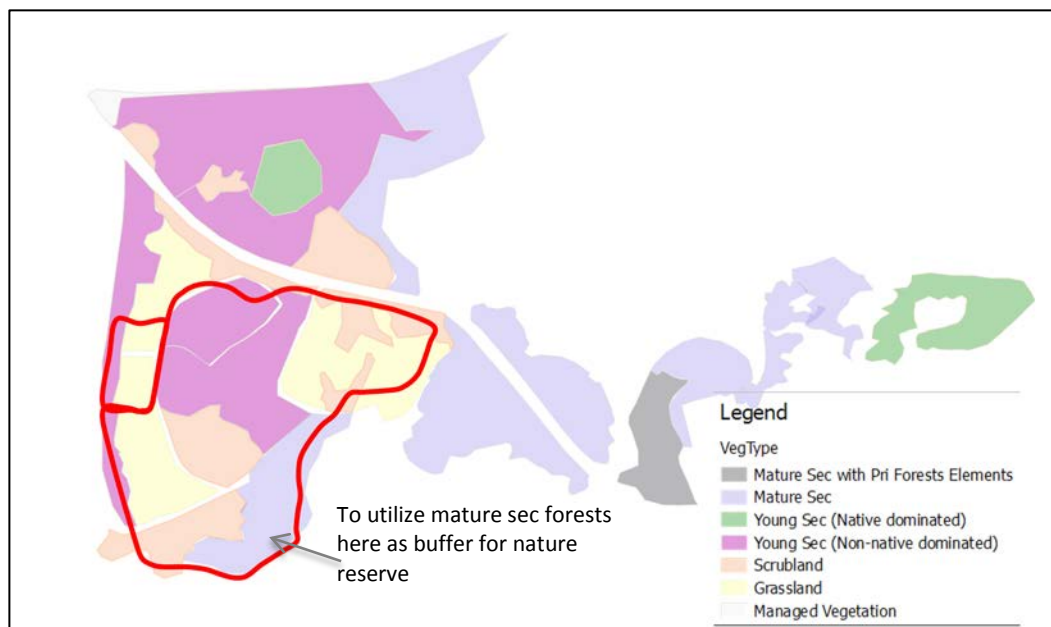 To utilize mature sec forests
here as buffer for nature
reserve
Legend
VegType
Mature Sec with Pri Forests Elements
Mature Sec
Young Sec (Native dominated)
Young Sec (Non-native dominated)
Scrubland
Grassland
Managed Vegetation